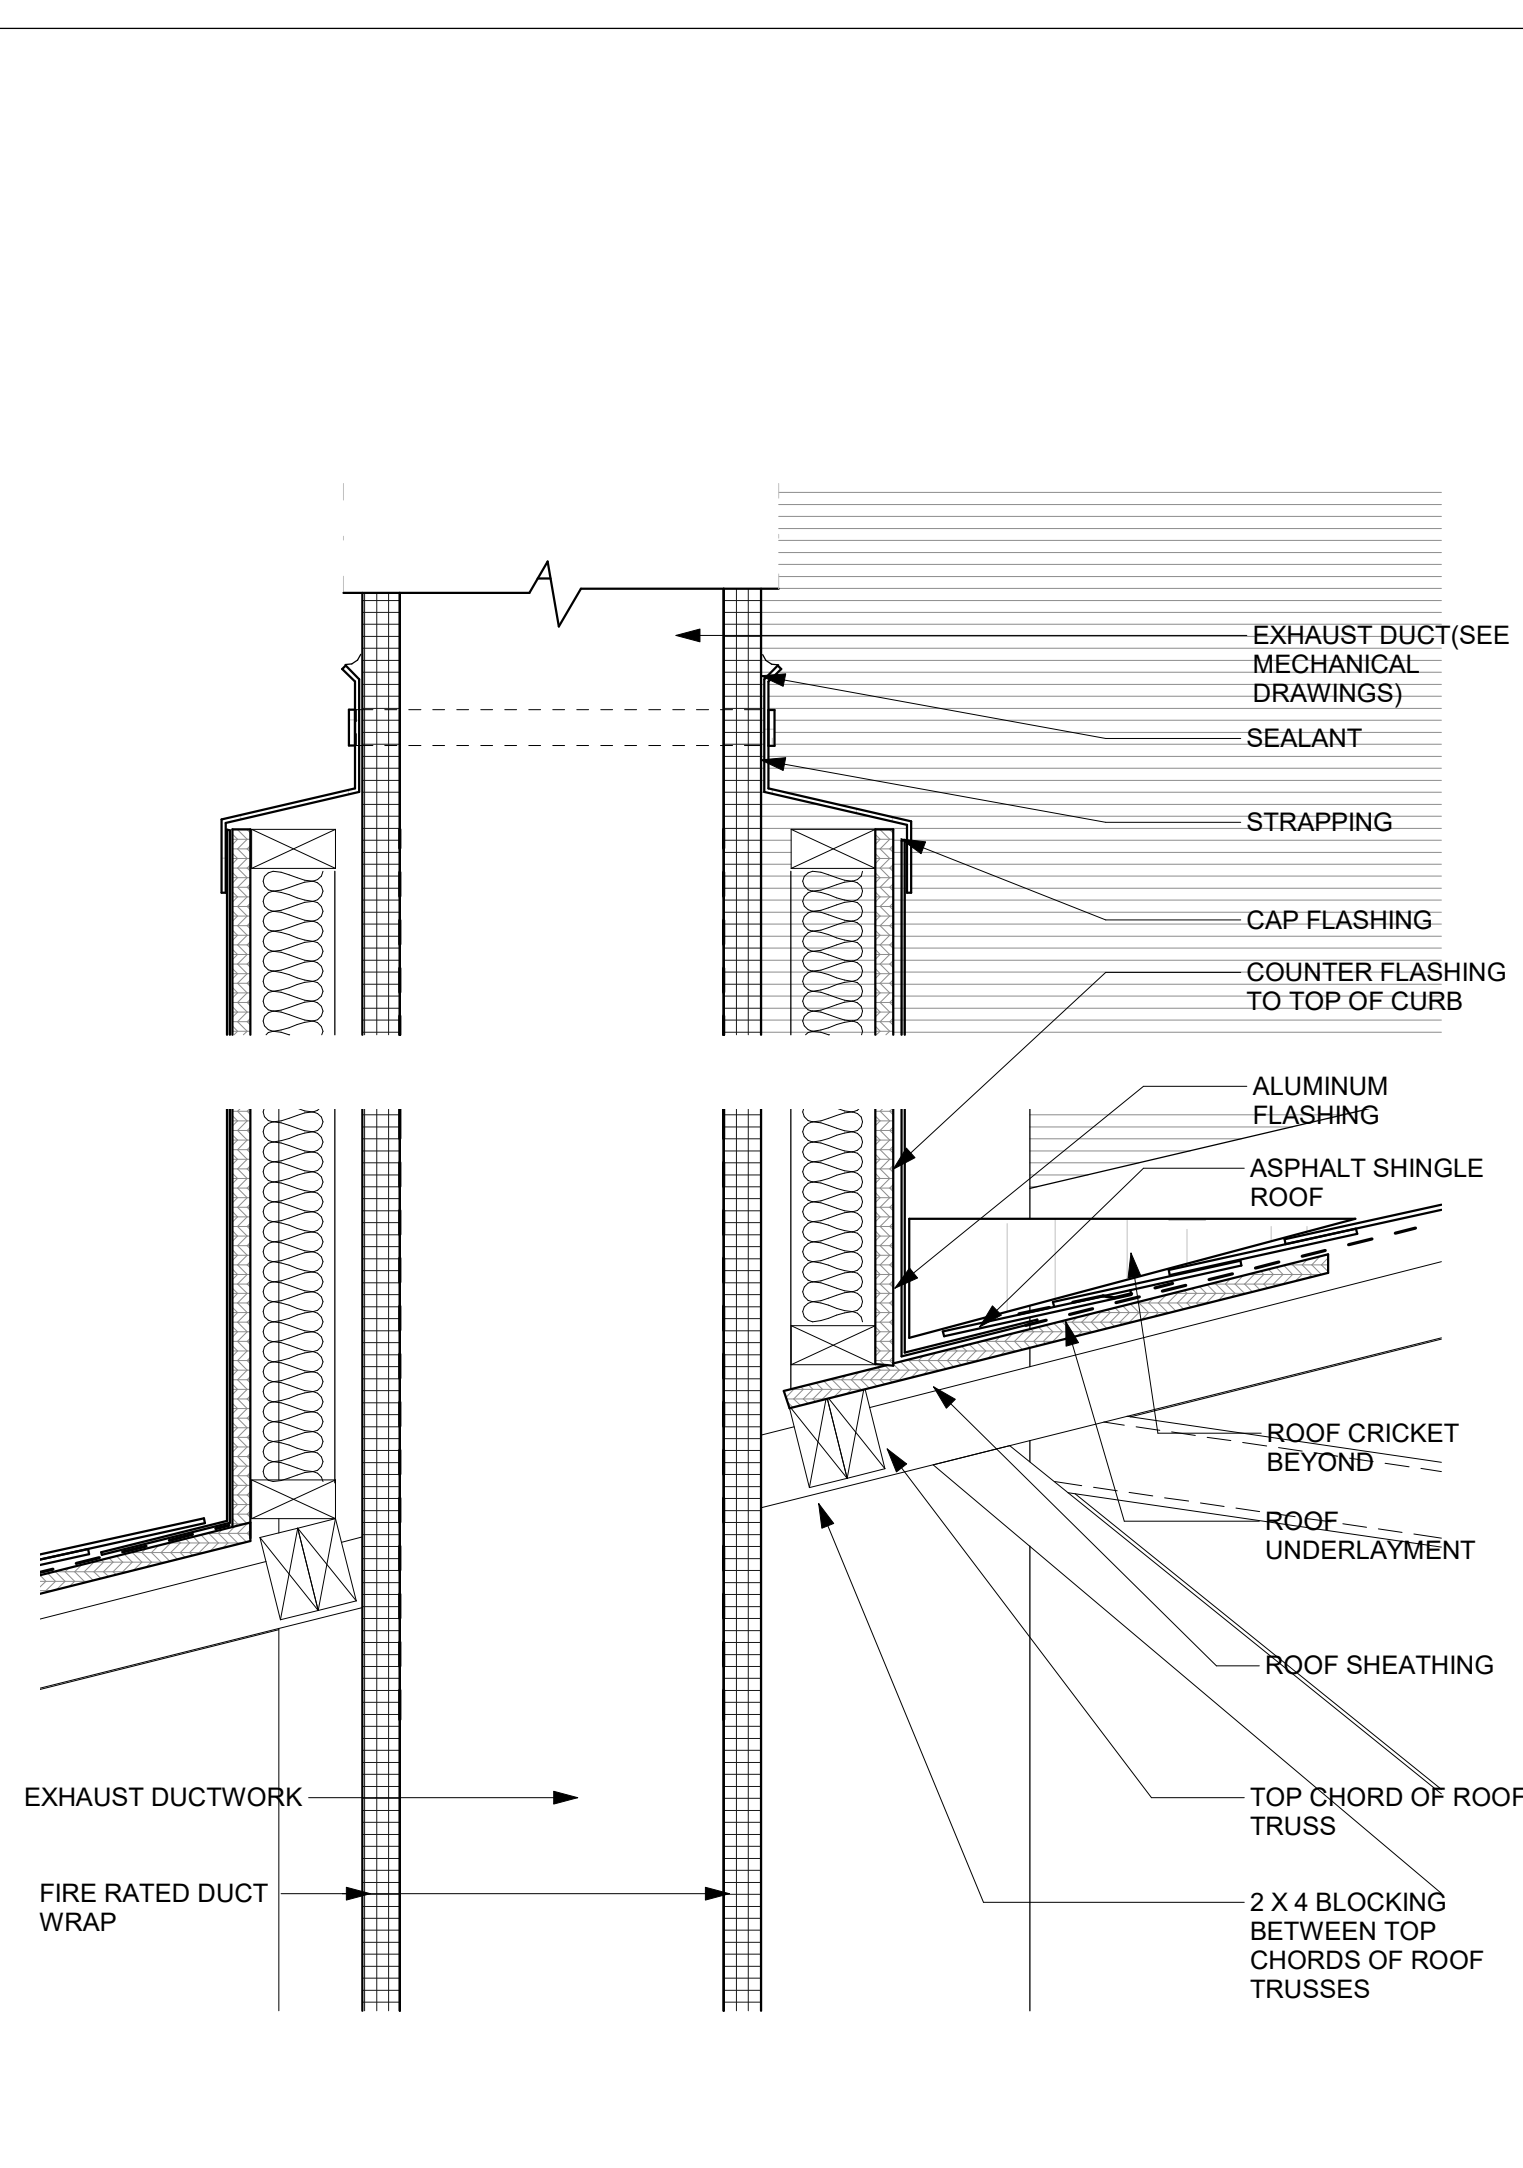 EXHAUST DUCT(SEE
MECHANICAL
DRAWINGS)
SEALANT
STRAPPING
CAP FLASHING
COUNTER FLASHING
TO TOP OF CURB
ALUMINUM
FLASHING
ASPHALT SHINGLE
ROOF
ROOF CRICKET
BEYOND
ROOF
UNDERLAYMENT
ROOF SHEATHING
EXHAUST DUCTWORK
TOP CHORD OF ROOF
TRUSS
FIRE RATED DUCT
WRAP
2 X 4 BLOCKING
BETWEEN TOP
CHORDS OF ROOF
TRUSSES